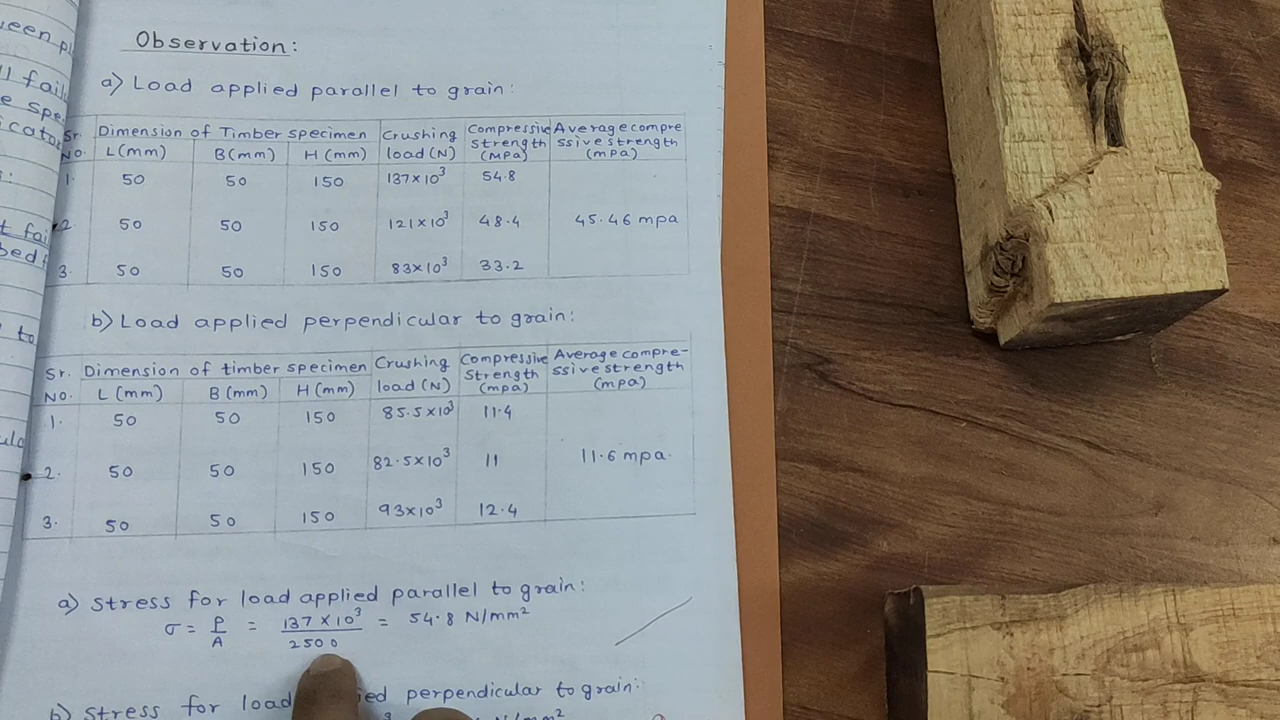 Observation:
a) Load applied parallel to grain:
Sr. No. Dimension of Timber specimen Crushing load (N) Compressive Strength (MPa) Average compre ssive strength (mPa)
L(mm) B(mm) H (mm)
1. 50 50 150 137×10³ 54.8
2. 50 50 150 121×10³ 48.4 45.46 mpa
3. 50 50 150 83×10³ 33.2
b) Load applied perpendicular to grain:
Sr. No. Dimension of timber specimen Crushing load (N) Compressive Strength (mpa) Average compre- ssive strength (mpa)
L (mm) B(mm) H(mm)
1. 50 50 150 85.5×10³ 11.4
2. 50 50 150 82.5×10³ 11 11.6 mpa.
3. 50 50 150 93×10³ 12.4
a) Stress for load applied parallel to grain:
σ = P/A = 137 × 10³/2500 = 54.8 N/mm²
b) Stress for load perpendicular to grain:
N/mm²